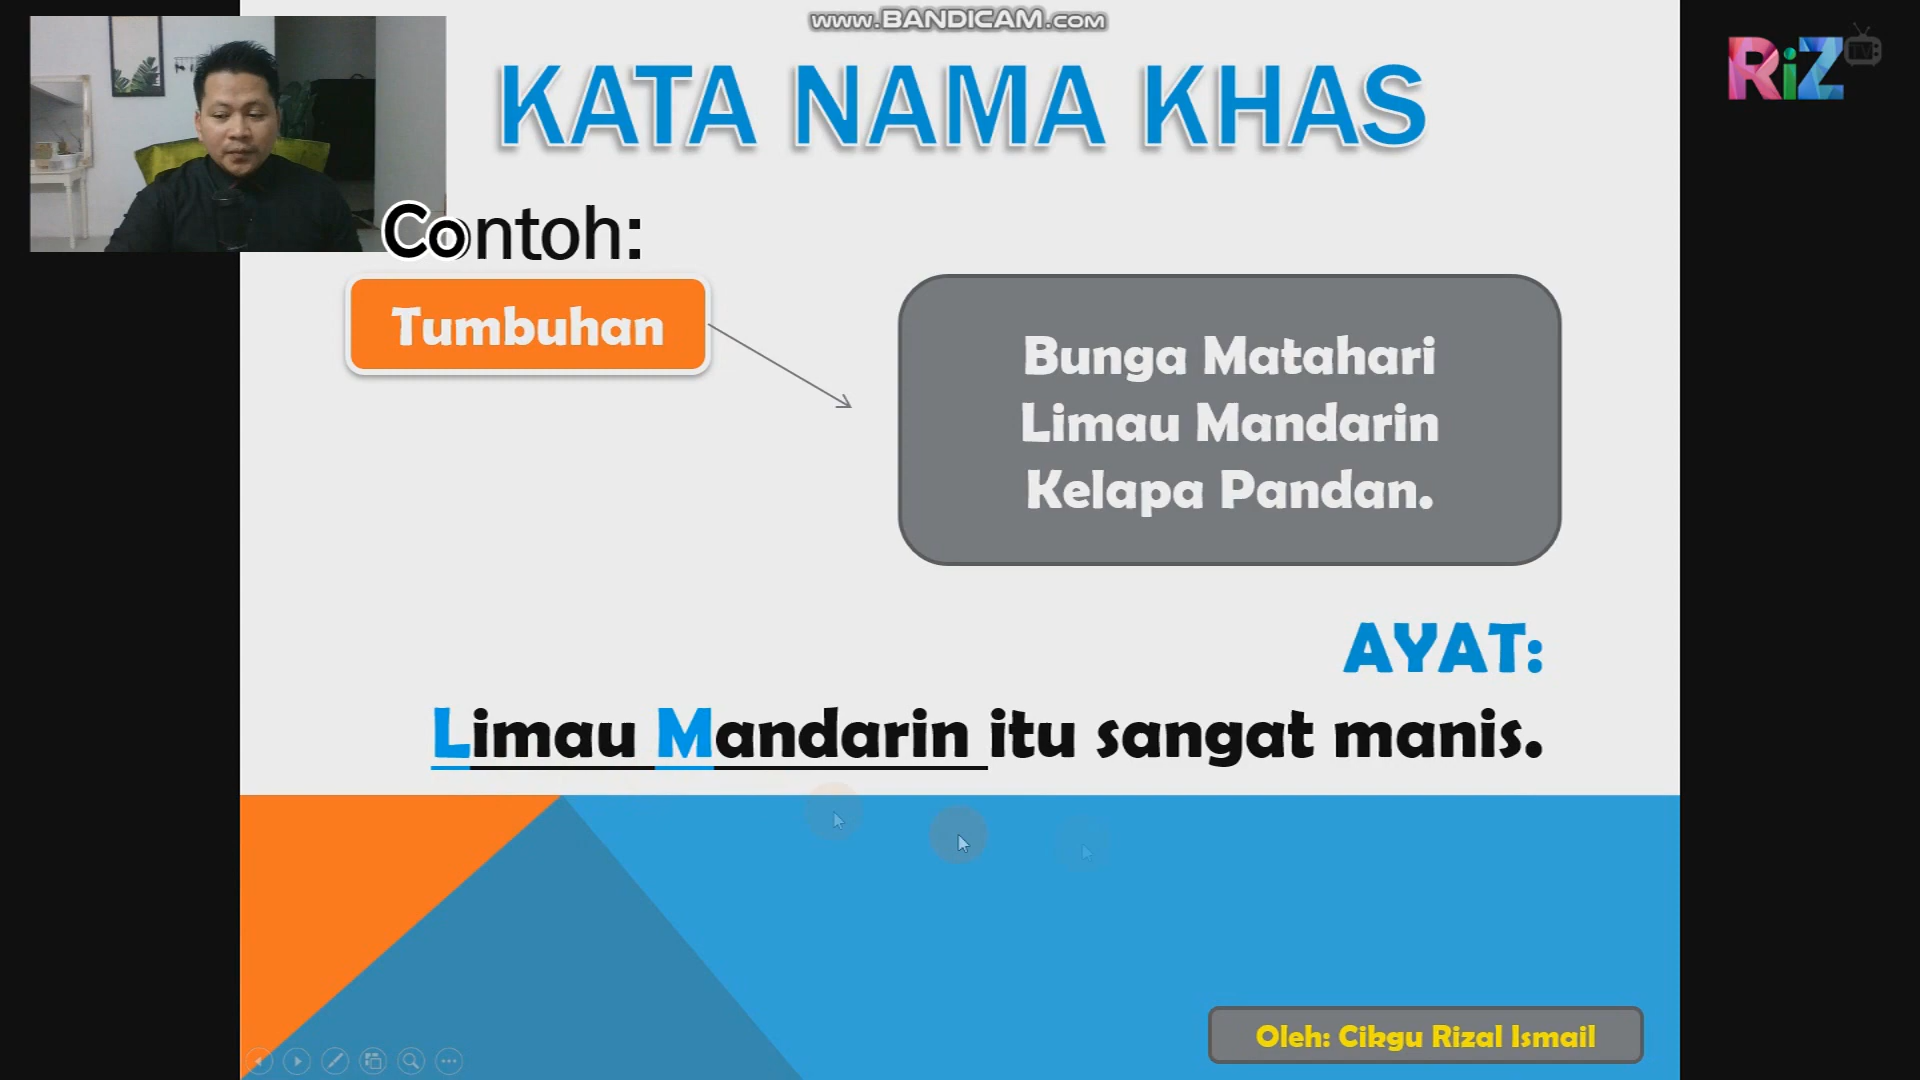 www.BANDICAM.com
RiZ TV
KATA NAMA KHAS
Contoh:
Tumbuhan
Bunga Matahari
Limau Mandarin
Kelapa Pandan.
AYAT:
Limau Mandarin itu sangat manis.
Oleh: Cikgu Rizal Ismail